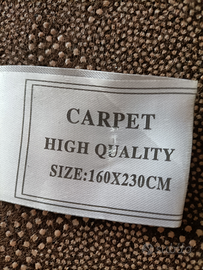 CARPET
HIGH QUALITY
SIZE:160X230CM